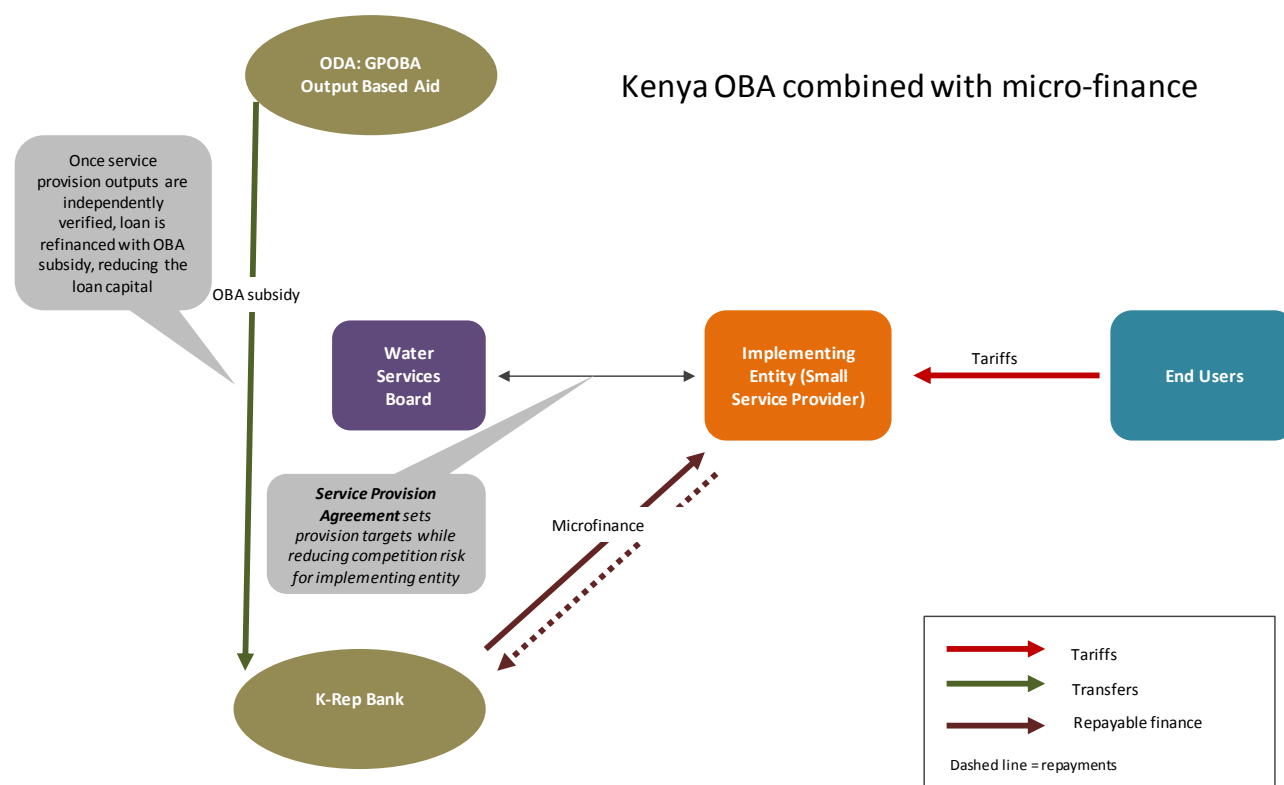 ODA: GPOBA
Output Based Aid
Kenya OBA combined with micro-finance
Once service
provision outputs are
independently
verified, loan is
refinanced with OBA
subsidy, reducing the
loan capital
OBA subsidy
Water
Services
Board
Implementing
Entity (Small
Service Provider)
Tariffs
End Users
Service Provision
Agreement sets
provision targets while
reducing competition risk
for implementing entity
Microfinance
K-Rep Bank
Tariffs
Transfers
Repayable finance
Dashed line = repayments